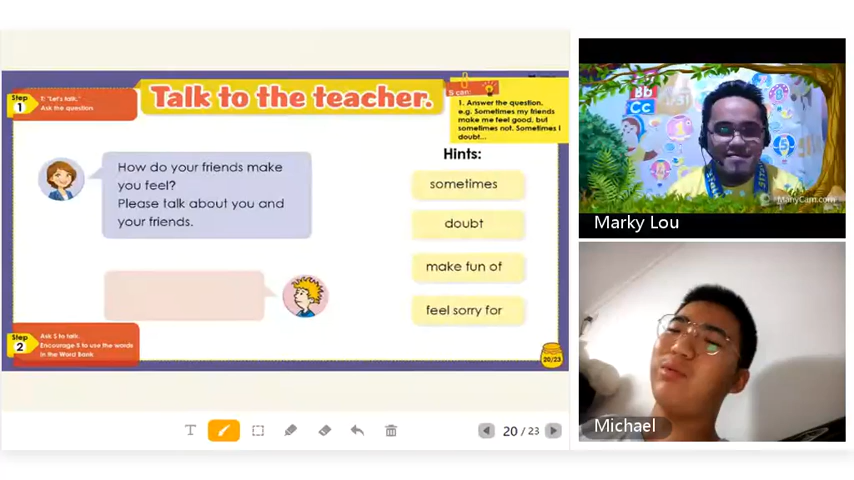 Step
1
T: "Let's talk."
Ask the question
Talk to the teacher.
S can:
1. Answer the question.
e.g. Sometimes my friends
make me feel good, but
sometimes not. Sometimes I
doubt...
How do your friends make
you feel?
Please talk about you and
your friends.
Hints:
sometimes
doubt
make fun of
feel sorry for
Step
2
Ask S to talk.
Encourage S to use the words
in the Word Bank
20/23
T
20 / 23
Bb
Cc
ManyCam.com
Marky Lou
Michael